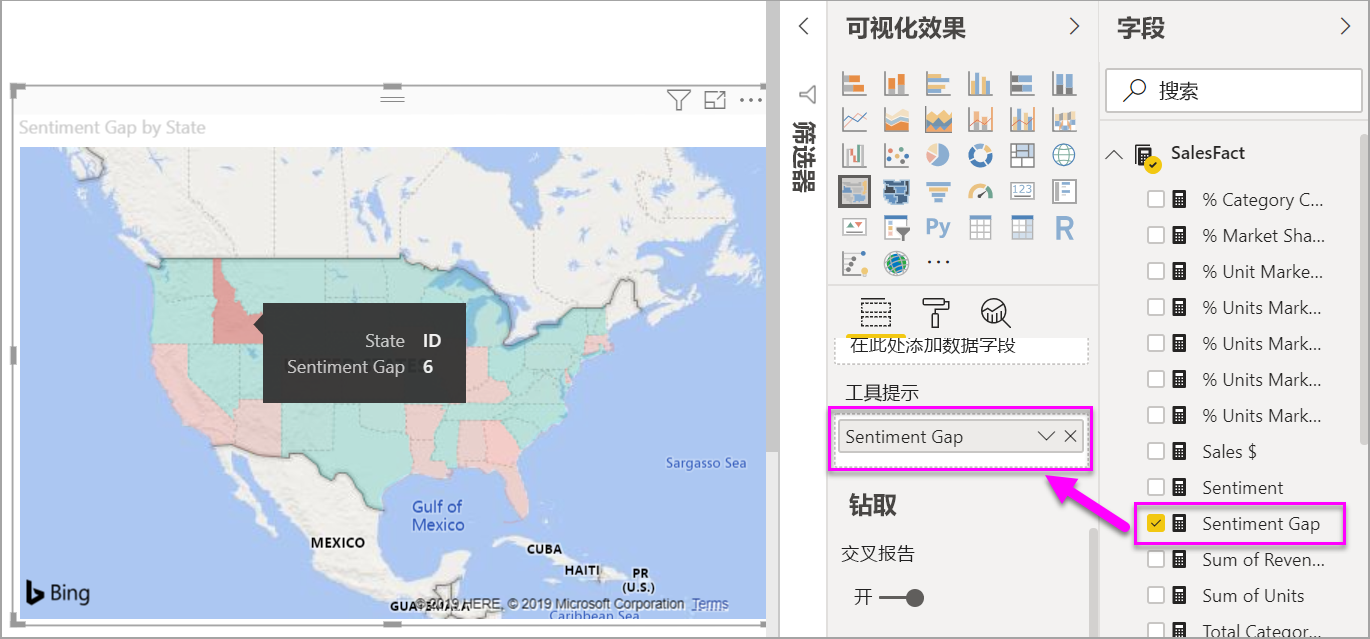 Sentiment Gap by State
State ID
Sentiment Gap 6
MEXICO
Gulf of
Mexico
Sargasso Sea
CUBA
HAITI
PR
(U.S.)
Bing
© 2019 HERE, © 2019 Microsoft Corporation Terms
Caribbean Sea
筛选器
可视化效果
123
Py
R
在此处添加数据字段
工具提示
Sentiment Gap
钻取
交叉报告
开
字段
搜索
SalesFact
% Category C...
% Market Sha...
% Unit Marke...
% Units Mark...
% Units Mark...
% Units Mark...
% Units Mark...
Sales $
Sentiment
Sentiment Gap
Sum of Reven...
Sum of Units
Total Categor...